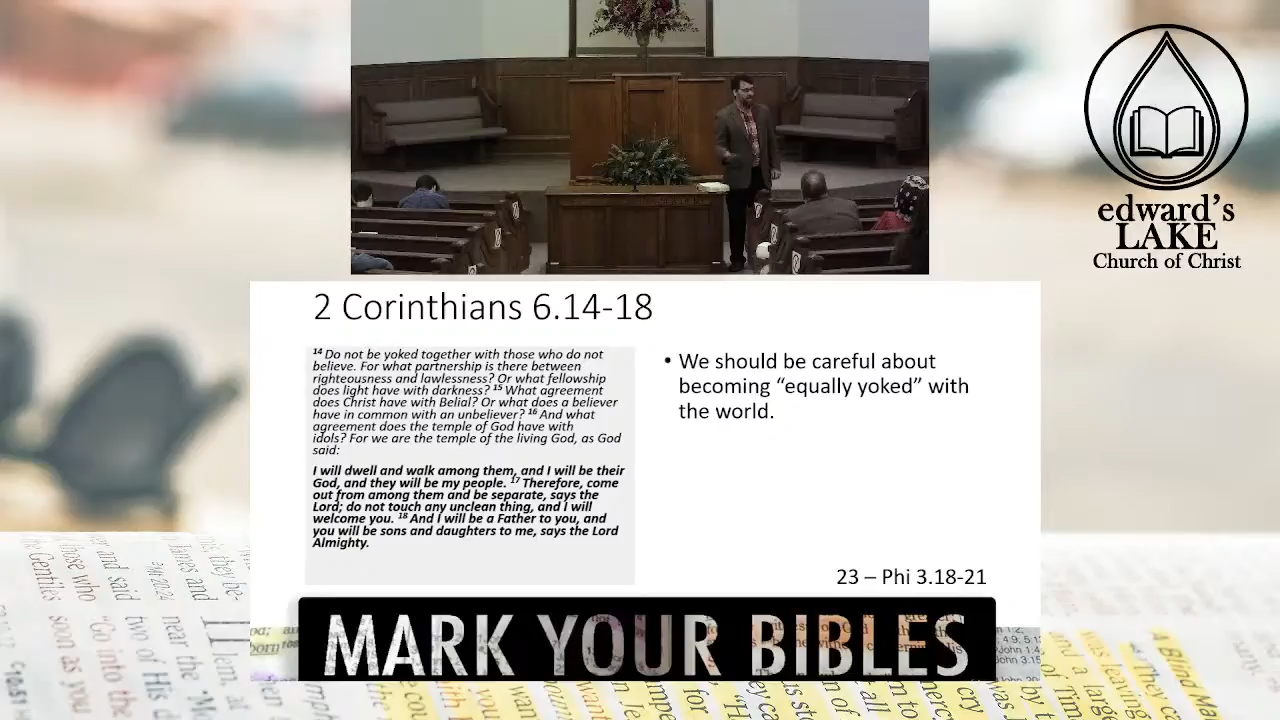 edward's
LAKE
Church of Christ
2 Corinthians 6.14-18
14 Do not be yoked together with those who do not
believe. For what partnership is there between
righteousness and lawlessness? Or what fellowship
does light have with darkness? 15 What agreement
does Christ have with Belial? Or what does a believer
have in common with an unbeliever? 16 And what
agreement does the temple of God have with
idols? For we are the temple of the living God, as God
said:
I will dwell and walk among them, and I will be their
God, and they will be my people. 17 Therefore, come
out from among them and be separate, says the
Lord; do not touch any unclean thing, and I will
welcome you. 18 And I will be a Father to you, and
you will be sons and daughters to me, says the Lord
Almighty.
• We should be careful about
becoming “equally yoked” with
the world.
23 – Phi 3.18-21
MARK YOUR BIBLES